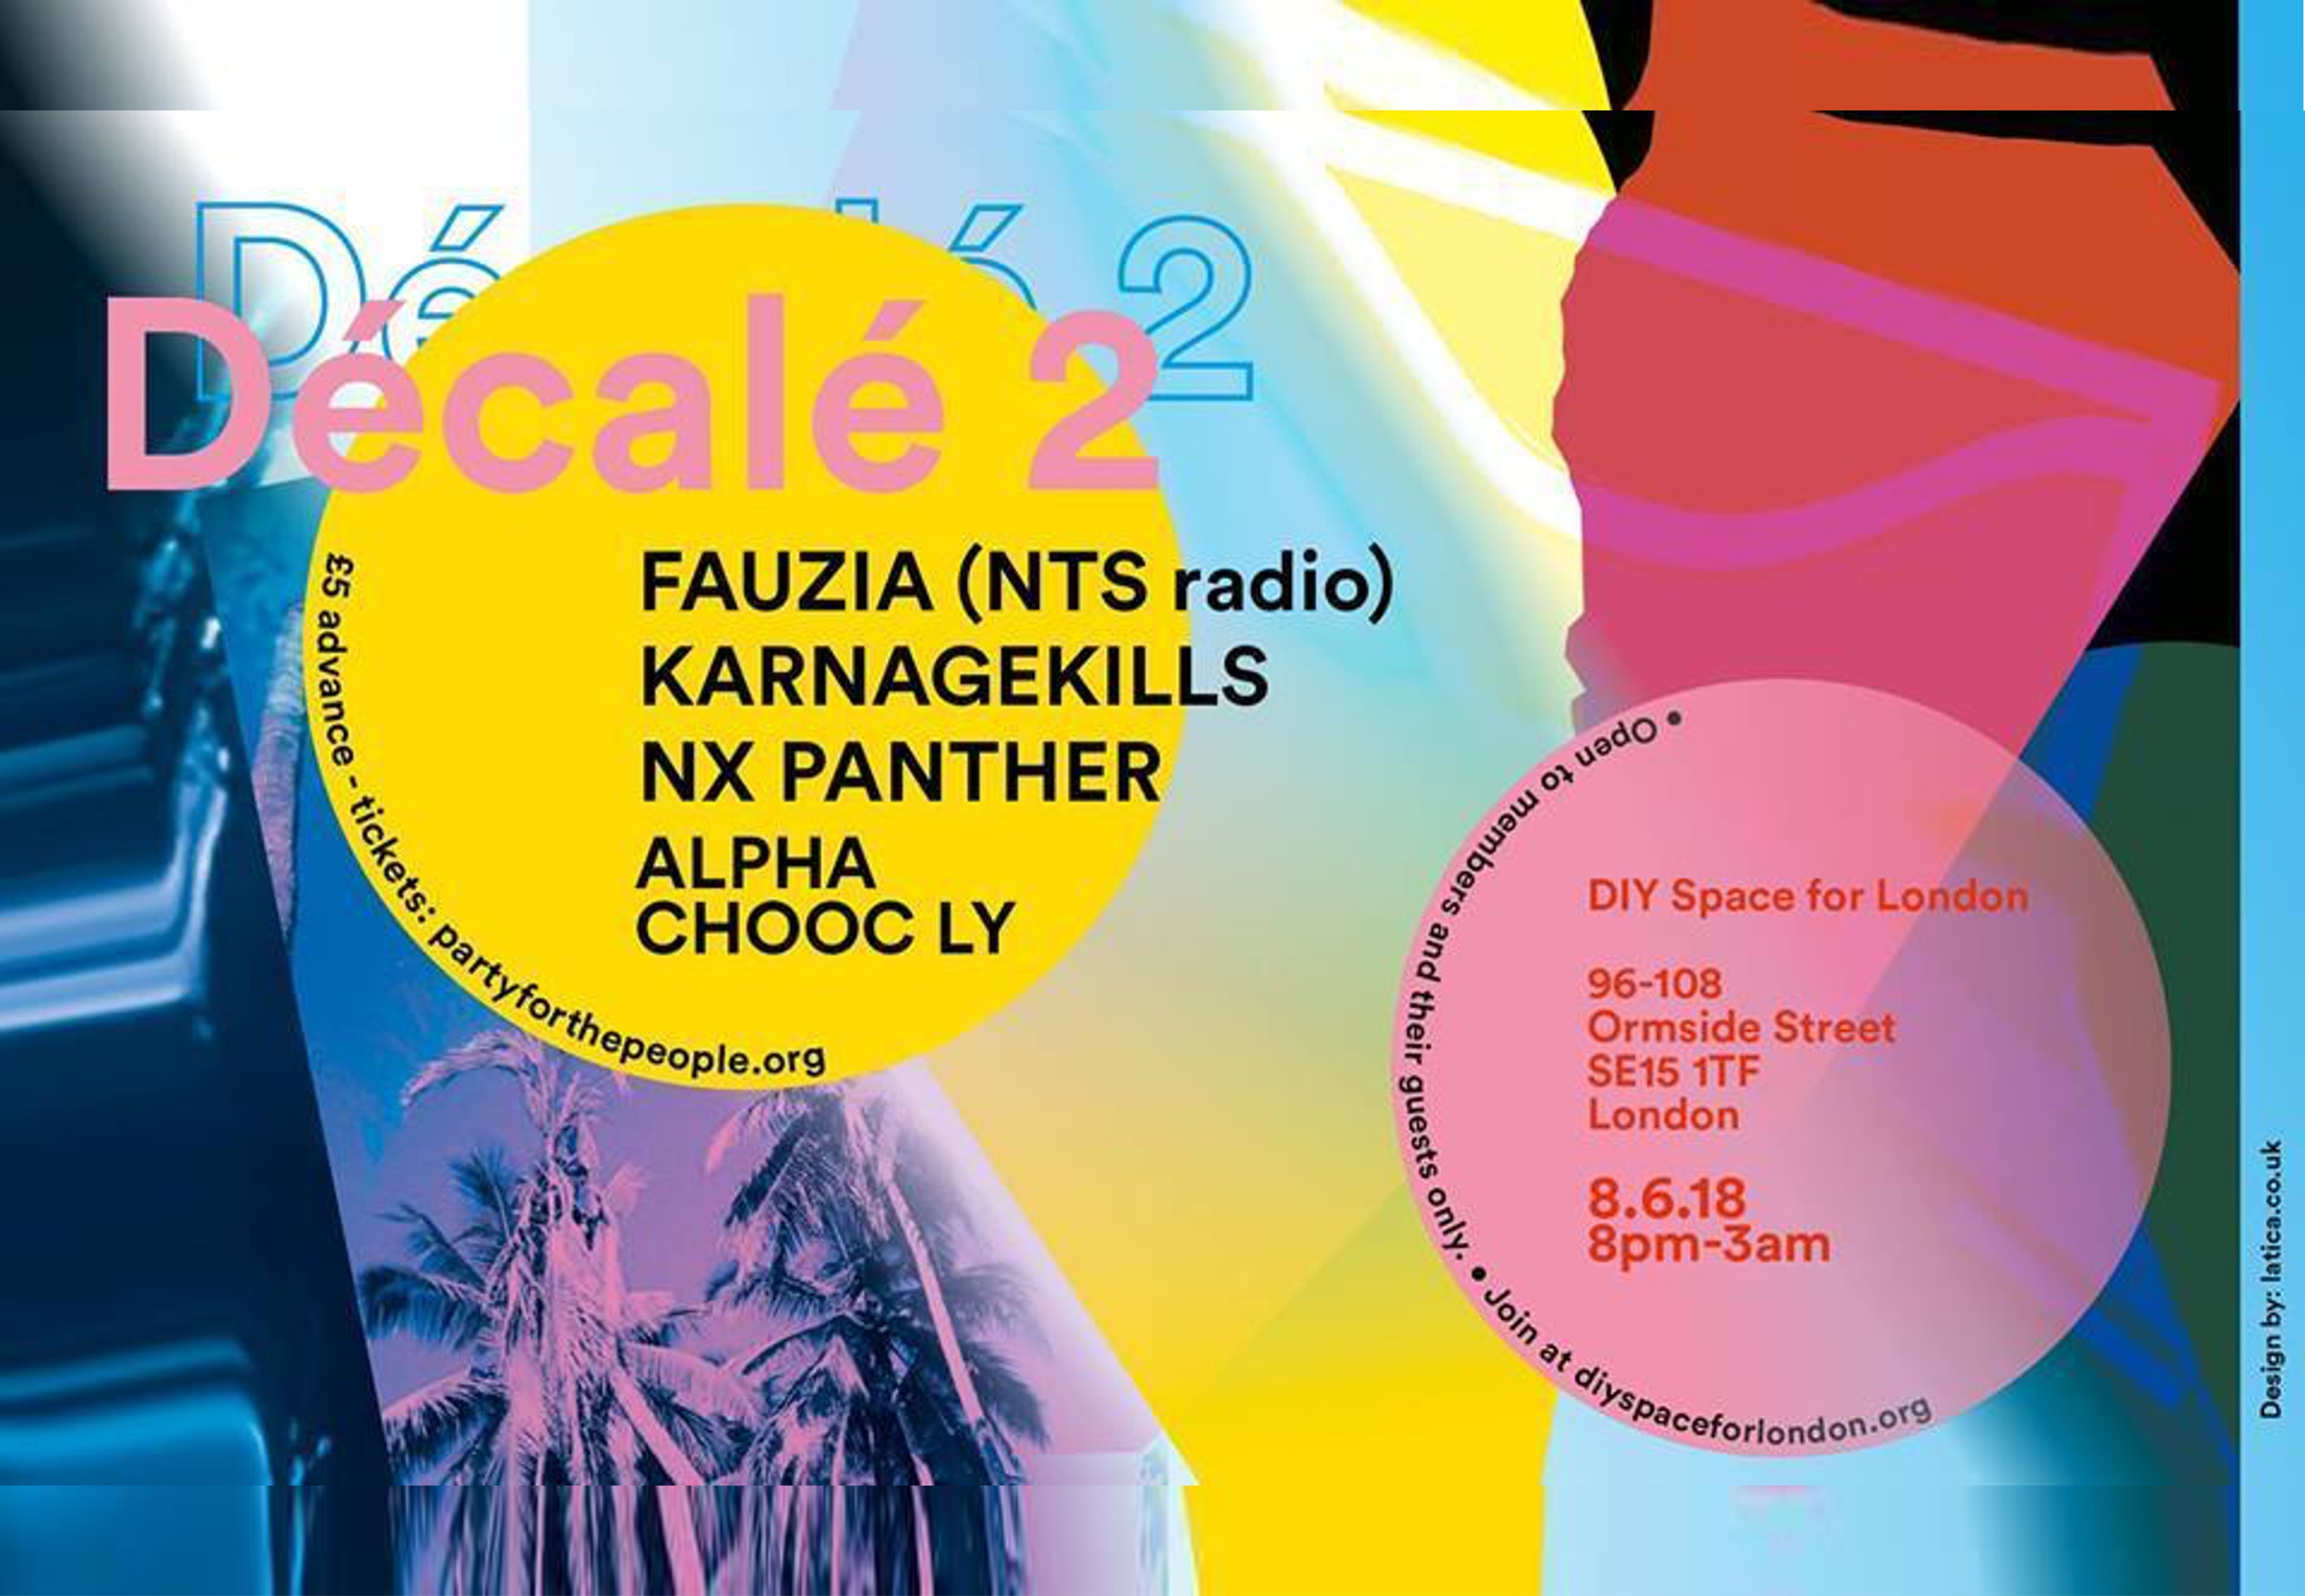 Décalé 2
Décalé 2
FAUZIA (NTS radio)
KARNAGEKILLS
NX PANTHER
ALPHA
CHOOC LY
£5 advance - tickets: partyforthepeople.org
• Open to members and their guests only. • Join at diyspaceforlondon.org
DIY Space for London
96-108
Ormside Street
SE15 1TF
London
8.6.18
8pm-3am
Design by: latica.co.uk